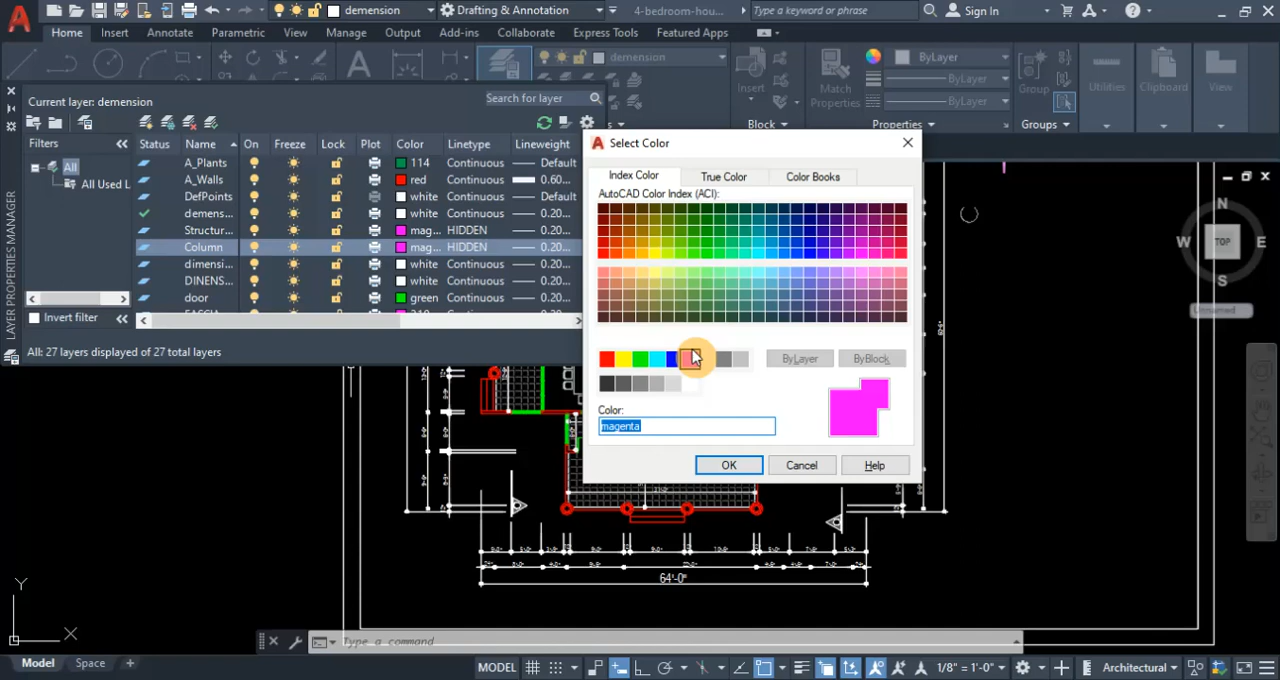 demension
Drafting & Annotation
4-bedroom-hou...
Type a keyword or phrase
Sign In
Home Insert Annotate Parametric View Manage Output Add-ins Collaborate Express Tools Featured Apps
demension
Insert
Match
Properties
ByLayer
ByLayer
ByLayer
Group
Utilities
Clipboard
View
Block
Properties
Groups
Current layer: demension
Search for layer
Filters
All
All Used L
Invert filter
Status Name On Freeze Lock Plot Color Linetype Lineweight
A_Plants 114 Continuous Default
A_Walls red Continuous 0.60...
DefPoints white Continuous Default
demens... white Continuous 0.20...
Structur... mag... HIDDEN 0.20...
Column mag... HIDDEN 0.20...
dimensi... white Continuous 0.20...
DINENS... white Continuous 0.20...
door green Continuous 0.20...
All: 27 layers displayed of 27 total layers
LAYER PROPERTIES MANAGER
Select Color
Index Color True Color Color Books
AutoCAD Color Index (ACI):
ByLayer ByBlock
Color:
magenta
OK Cancel Help
N
W TOP E
S
Unnamed
64'-0"
Y
X
Type a command
Model Space
MODEL
1/8" = 1'-0"
Architectural